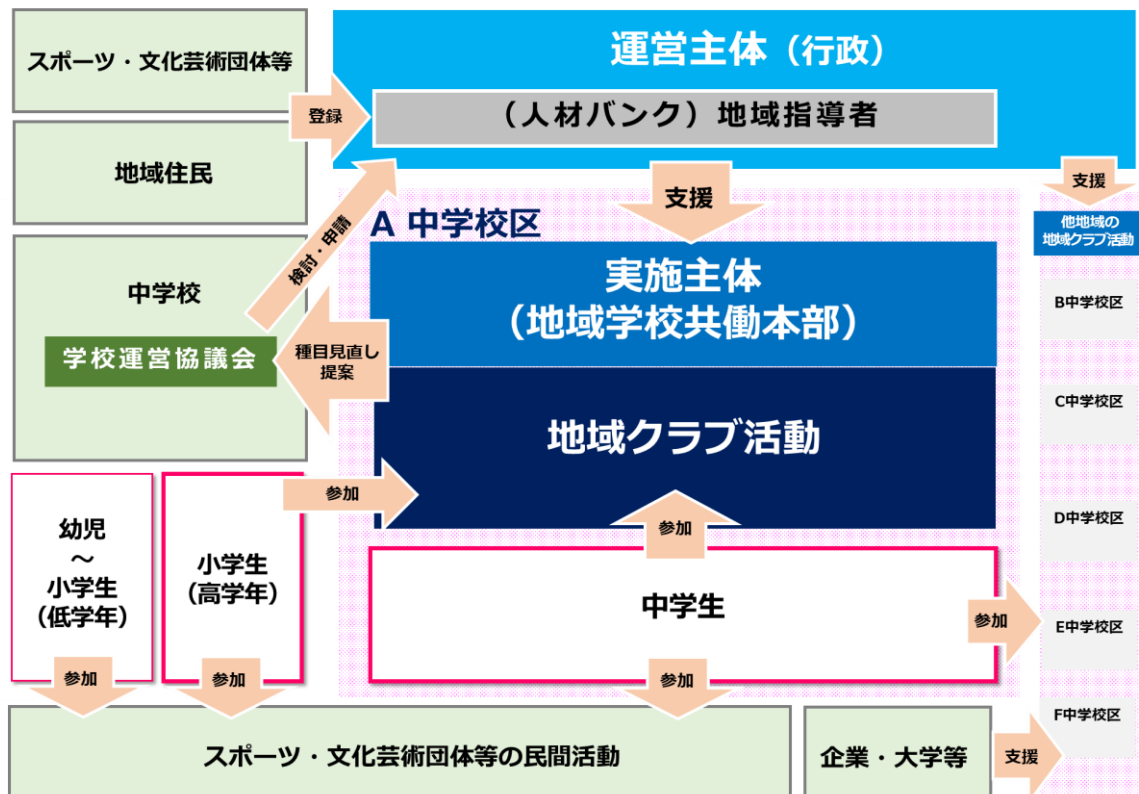 スポーツ・文化芸術団体等
地域住民
中学校
学校運営協議会
登録
検討・申請
運営主体（行政）
（人材バンク）地域指導者
支援
支援
A 中学校区
実施主体
（地域学校共働本部）
種目見直し
提案
地域クラブ活動
他地域の
地域クラブ活動
B中学校区
C中学校区
D中学校区
E中学校区
F中学校区
幼児
～
小学生
（低学年）
小学生
（高学年）
参加
参加
中学生
参加
参加
参加
参加
スポーツ・文化芸術団体等の民間活動
企業・大学等
支援